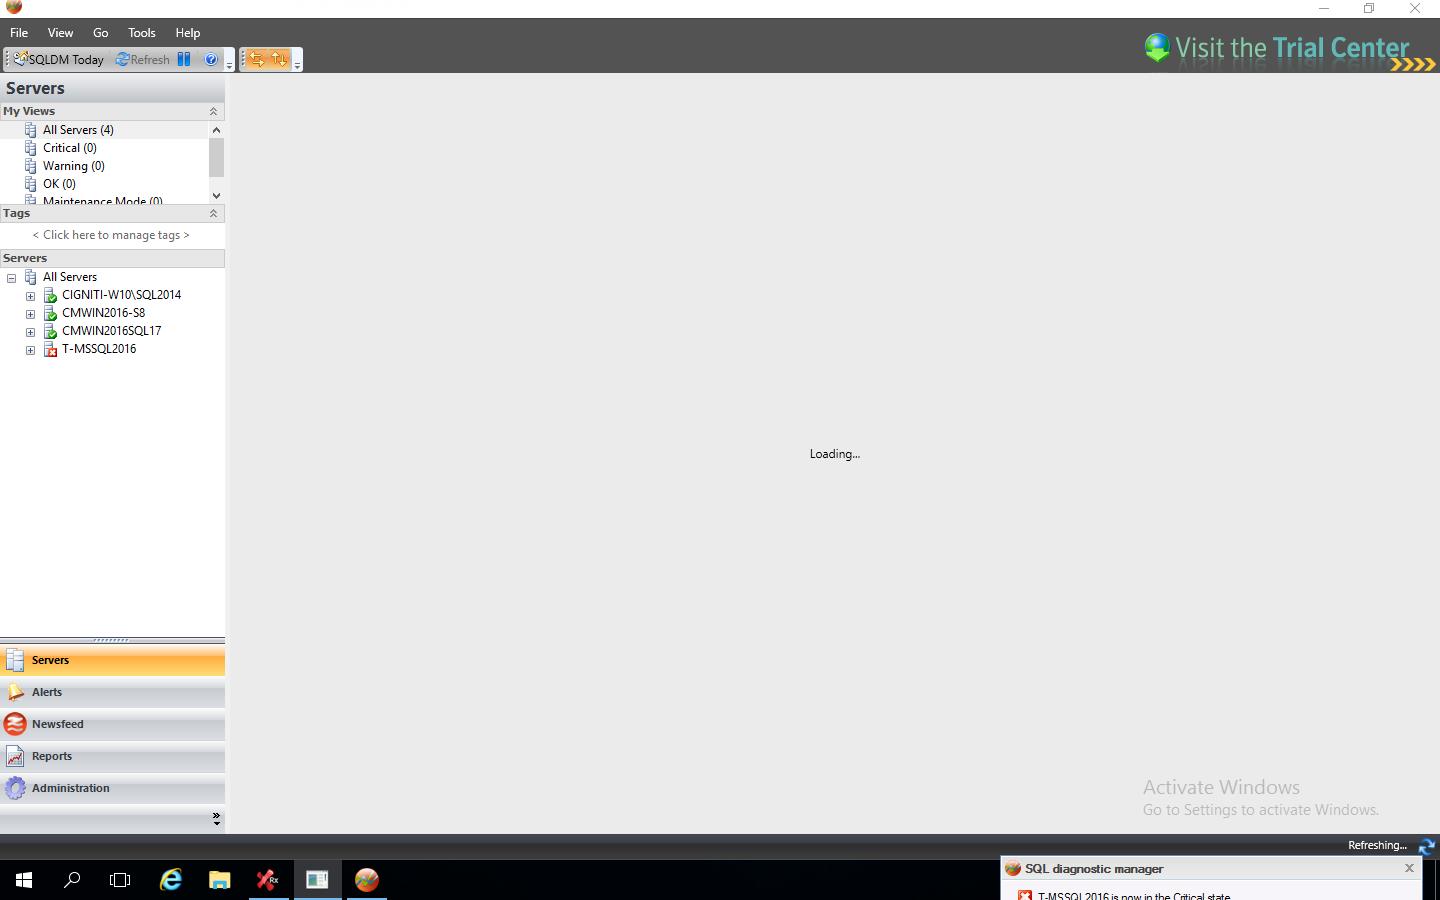 File View Go Tools Help
SQLDM Today Refresh
Visit the Trial Center
Servers
My Views
All Servers (4)
Critical (0)
Warning (0)
OK (0)
Maintenance Mode (0)
Tags
< Click here to manage tags >
Servers
All Servers
CIGNITI-W10\SQL2014
CMWIN2016-S8
CMWIN2016SQL17
T-MSSQL2016
Loading...
Servers
Alerts
Newsfeed
Reports
Administration
Activate Windows
Go to Settings to activate Windows.
Refreshing...
SQL diagnostic manager
T-MSSQL2016 is now in the Critical state
Rx